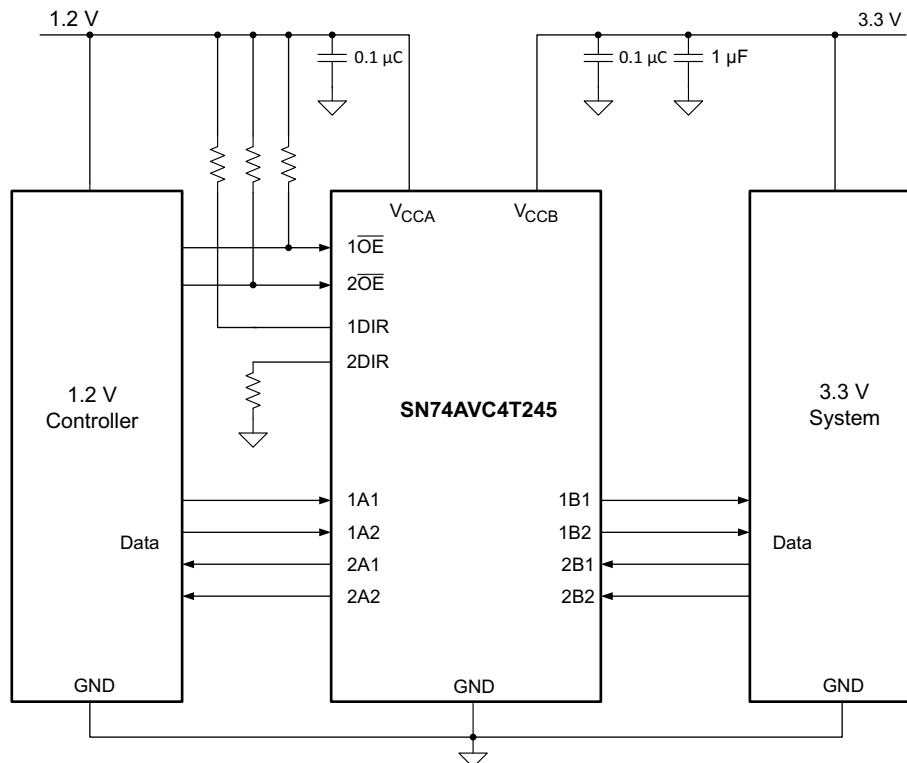 1.2 V
3.3 V
0.1 µC
0.1 µC
1 µF
VCCA
VCCB
1OE
2OE
1DIR
2DIR
1.2 V
Controller
SN74AVC4T245
3.3 V
System
1A1
1B1
1A2
1B2
Data
Data
2A1
2B1
2A2
2B2
GND
GND
GND